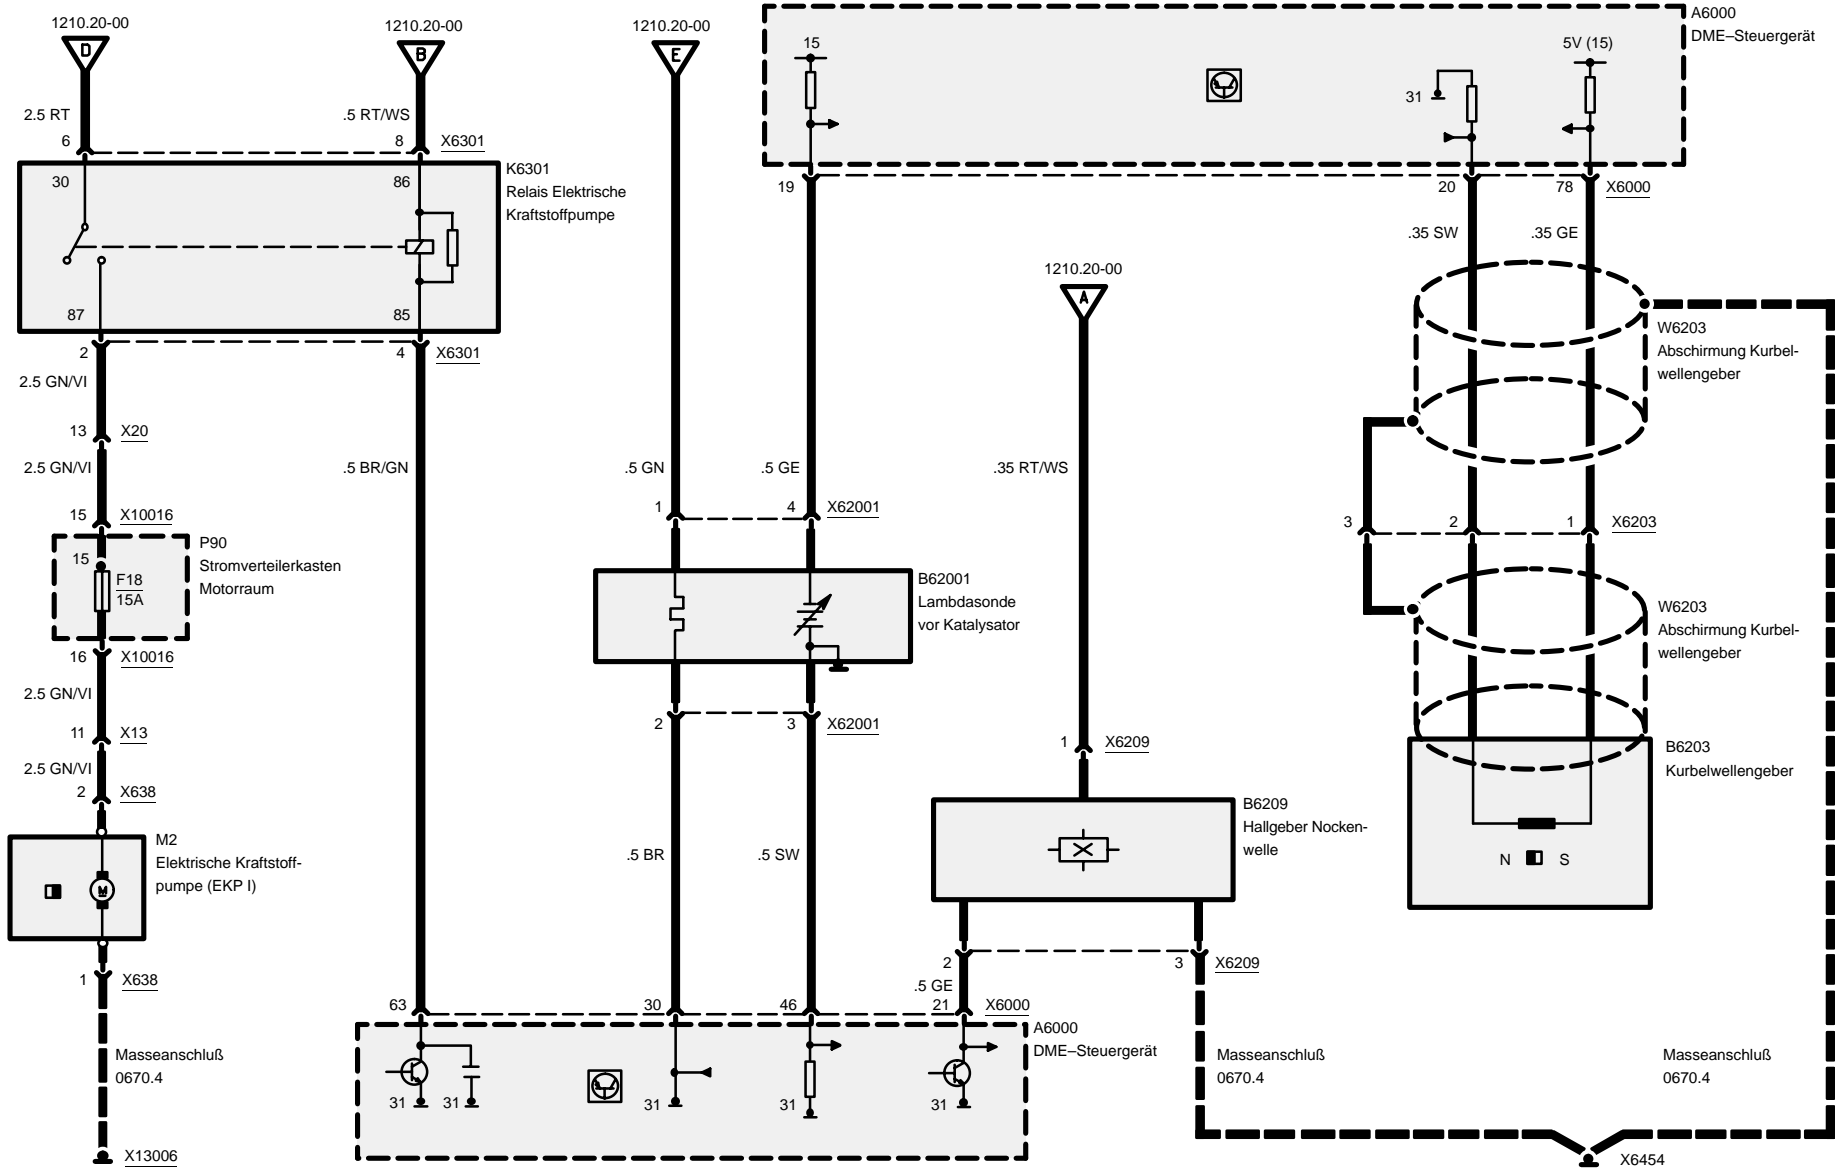 1210.20-00
D
2.5 RT
6
1210.20-00
B
.5 RT/WS
8
X6301
K6301
Relais Elektrische
Kraftstoffpumpe
30
86
87
85
2
4
X6301
2.5 GN/VI
13
X20
2.5 GN/VI
15
X10016
P90
Stromverteilerkasten
Motorraum
15
F18
15A
16
X10016
2.5 GN/VI
11
X13
2.5 GN/VI
2
X638
M2
Elektrische Kraftstoff-
pumpe (EKP I)
M
1
X638
Masseanschluß
0670.4
X13006
.5 BR/GN
1210.20-00
E
.5 GN
.5 GE
1
4
X62001
B62001
Lambdasonde
vor Katalysator
2
3
X62001
.5 BR
.5 SW
A6000
DME–Steuergerät
15
31
5V (15)
19
20
78
X6000
.35 SW
.35 GE
1210.20-00
A
.35 RT/WS
1
X6209
B6209
Hallgeber Nocken-
welle
2
3
X6209
.5 GE
W6203
Abschirmung Kurbel-
wellengeber
3
2
1
X6203
W6203
Abschirmung Kurbel-
wellengeber
B6203
Kurbelwellengeber
N
S
63
30
46
21
X6000
A6000
DME–Steuergerät
31
31
31
31
31
Masseanschluß
0670.4
Masseanschluß
0670.4
X6454